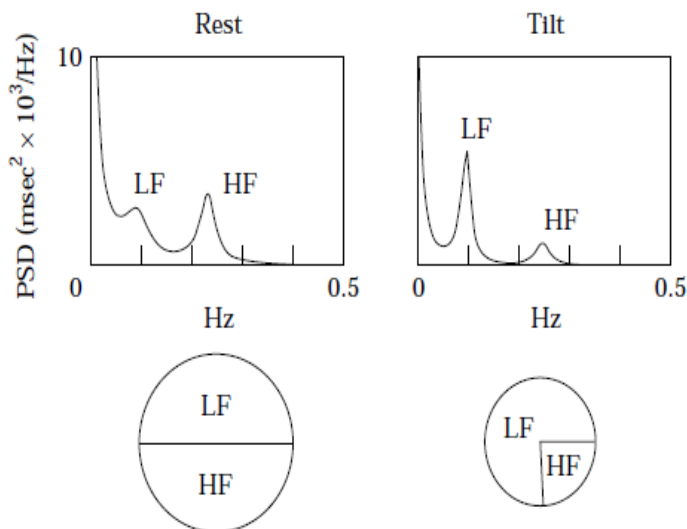 Rest
Tilt
PSD (msec² × 10³/Hz)
10
LF
HF
0
0.5
Hz
LF
HF
0
0.5
Hz
LF
HF
LF
HF